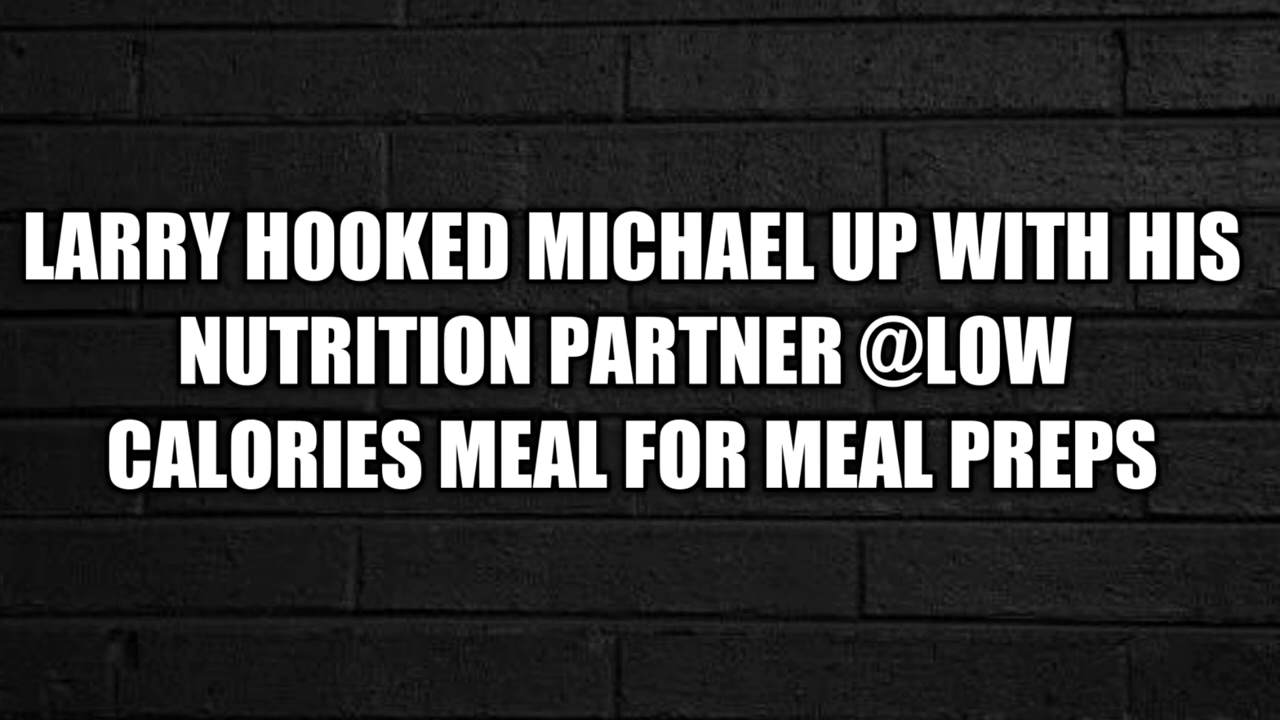 LARRY HOOKED MICHAEL UP WITH HIS
NUTRITION PARTNER @LOW
CALORIES MEAL FOR MEAL PREPS